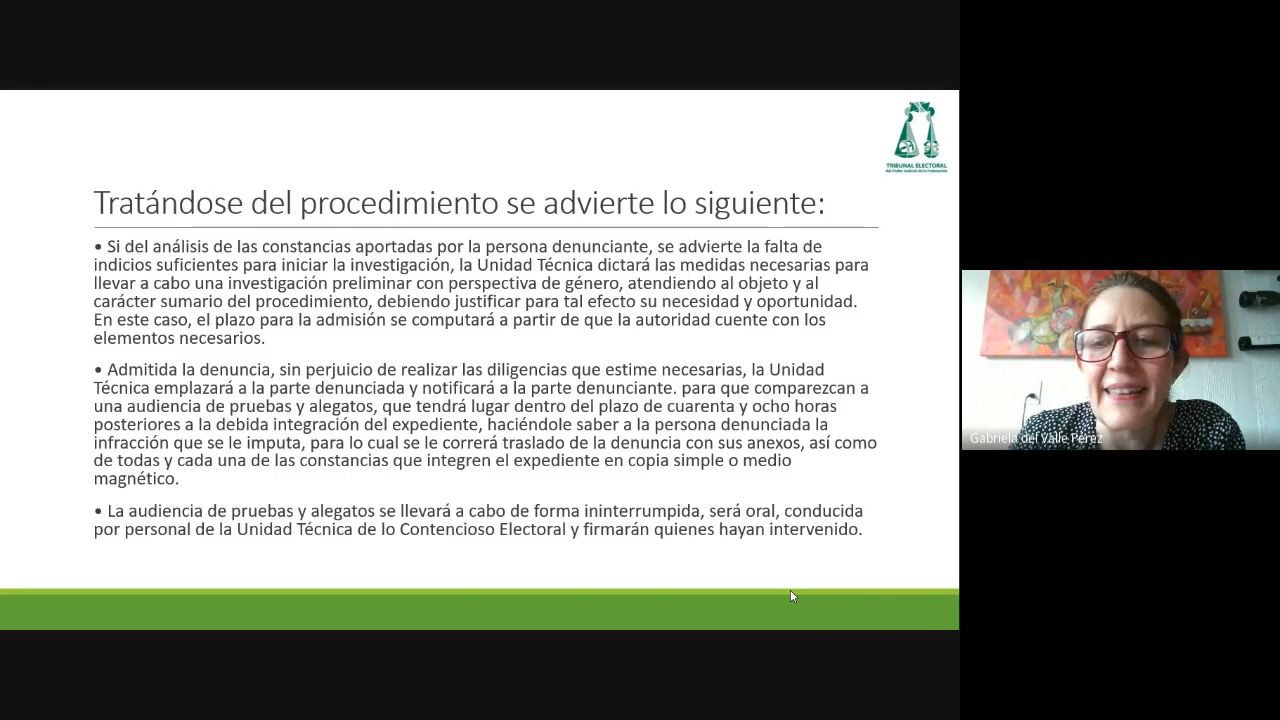 TRIBUNAL ELECTORAL
del Poder Judicial de la Federación
Tratándose del procedimiento se advierte lo siguiente:
• Si del análisis de las constancias aportadas por la persona denunciante, se advierte la falta de
indicios suficientes para iniciar la investigación, la Unidad Técnica dictará las medidas necesarias para
llevar a cabo una investigación preliminar con perspectiva de género, atendiendo al objeto y al
carácter sumario del procedimiento, debiendo justificar para tal efecto su necesidad y oportunidad.
En este caso, el plazo para la admisión se computará a partir de que la autoridad cuente con los
elementos necesarios.
• Admitida la denuncia, sin perjuicio de realizar las diligencias que estime necesarias, la Unidad
Técnica emplazará a la parte denunciada y notificará a la parte denunciante. para que comparezcan a
una audiencia de pruebas y alegatos, que tendrá lugar dentro del plazo de cuarenta y ocho horas
posteriores a la debida integración del expediente, haciéndole saber a la persona denunciada la
infracción que se le imputa, para lo cual se le correrá traslado de la denuncia con sus anexos, así como
de todas y cada una de las constancias que integren el expediente en copia simple o medio
magnético.
• La audiencia de pruebas y alegatos se llevará a cabo de forma ininterrumpida, será oral, conducida
por personal de la Unidad Técnica de lo Contencioso Electoral y firmarán quienes hayan intervenido.
Gabriela del Valle Pérez